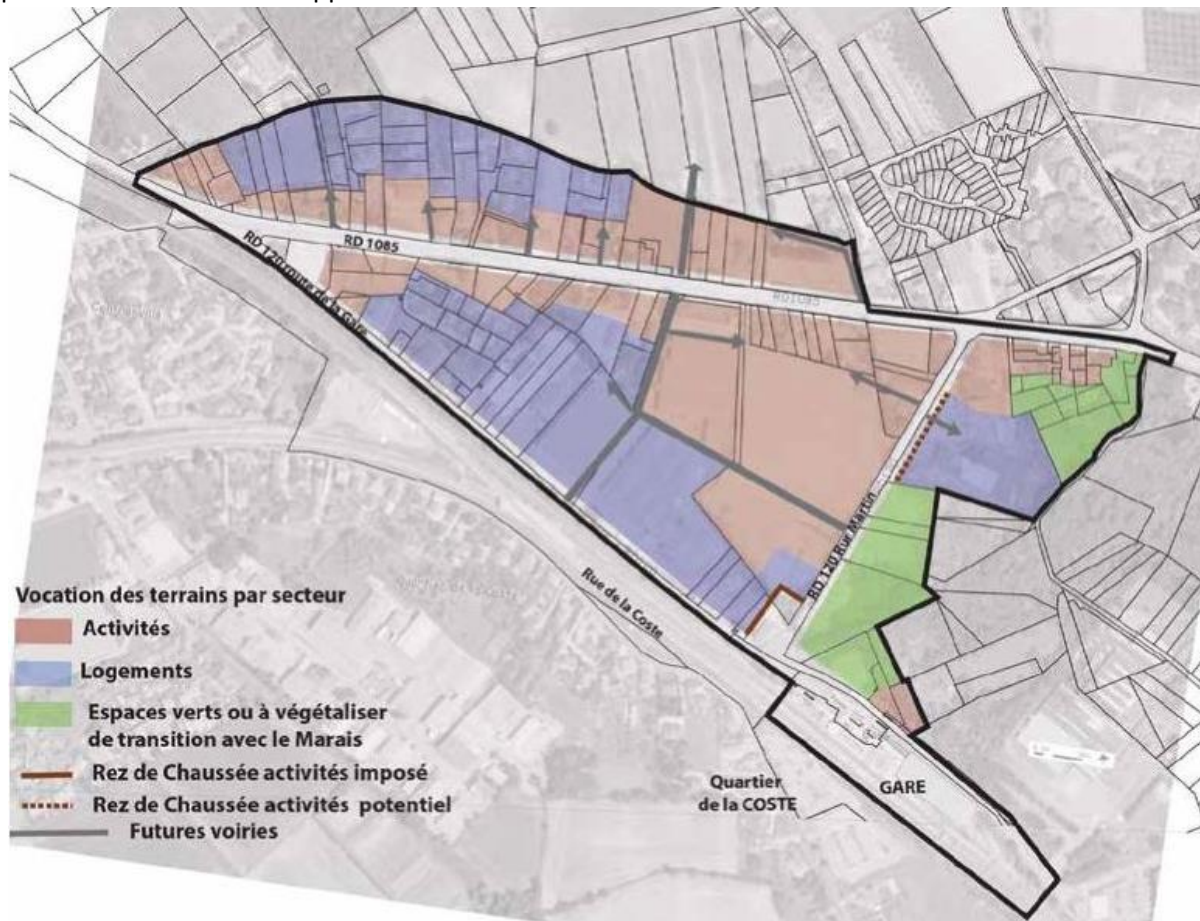 RD 1085
RD 120 route de la Gare
RD1085
RD 120 Rue Martin
Rue de la Coste
Vocation des terrains par secteur
Activités
Logements
Espaces verts ou à végétaliser
de transition avec le Marais
Rez de Chaussée activités imposé
Rez de Chaussée activités potentiel
Futures voiries
Quartier
de la COSTE
GARE